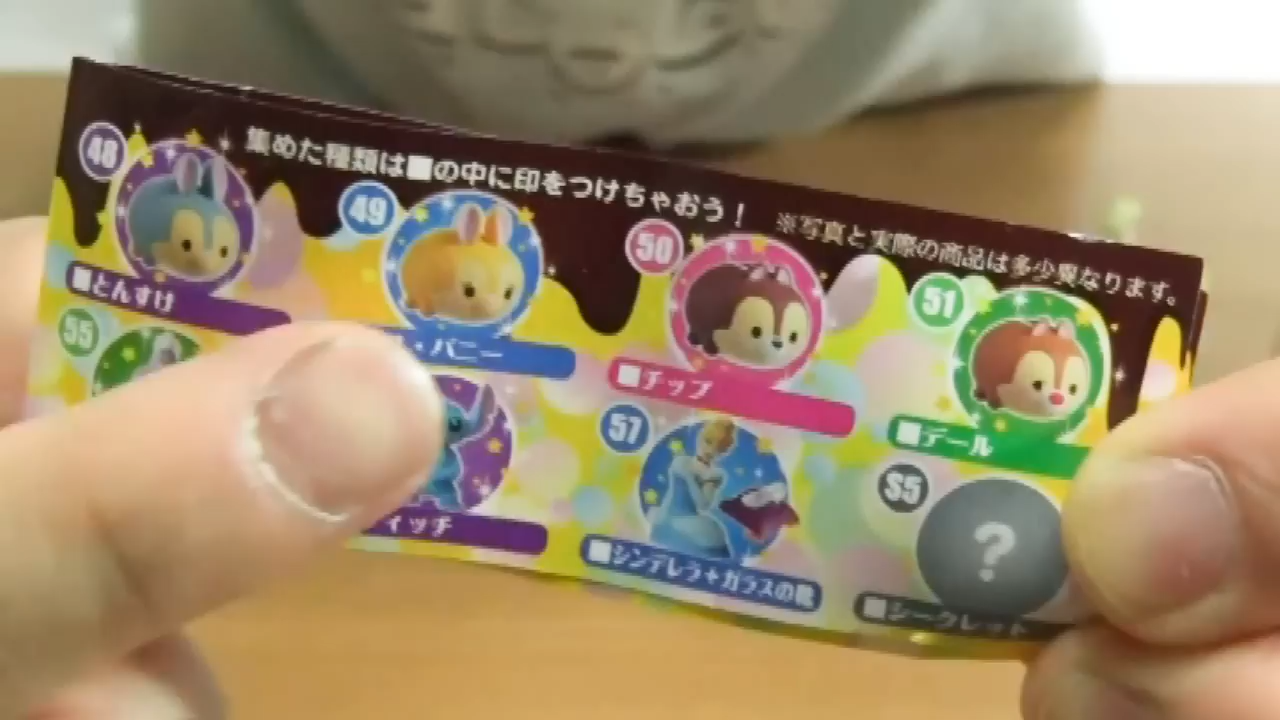 集めた種類は■の中に印をつけちゃおう!
※写真と実際の商品は多少異なります。
48
■とんすけ
49
・バニー
50
■チップ
51
■デール
55
ィッチ
57
■シンデレラ+ガラスの靴
S5
?
■シークレット